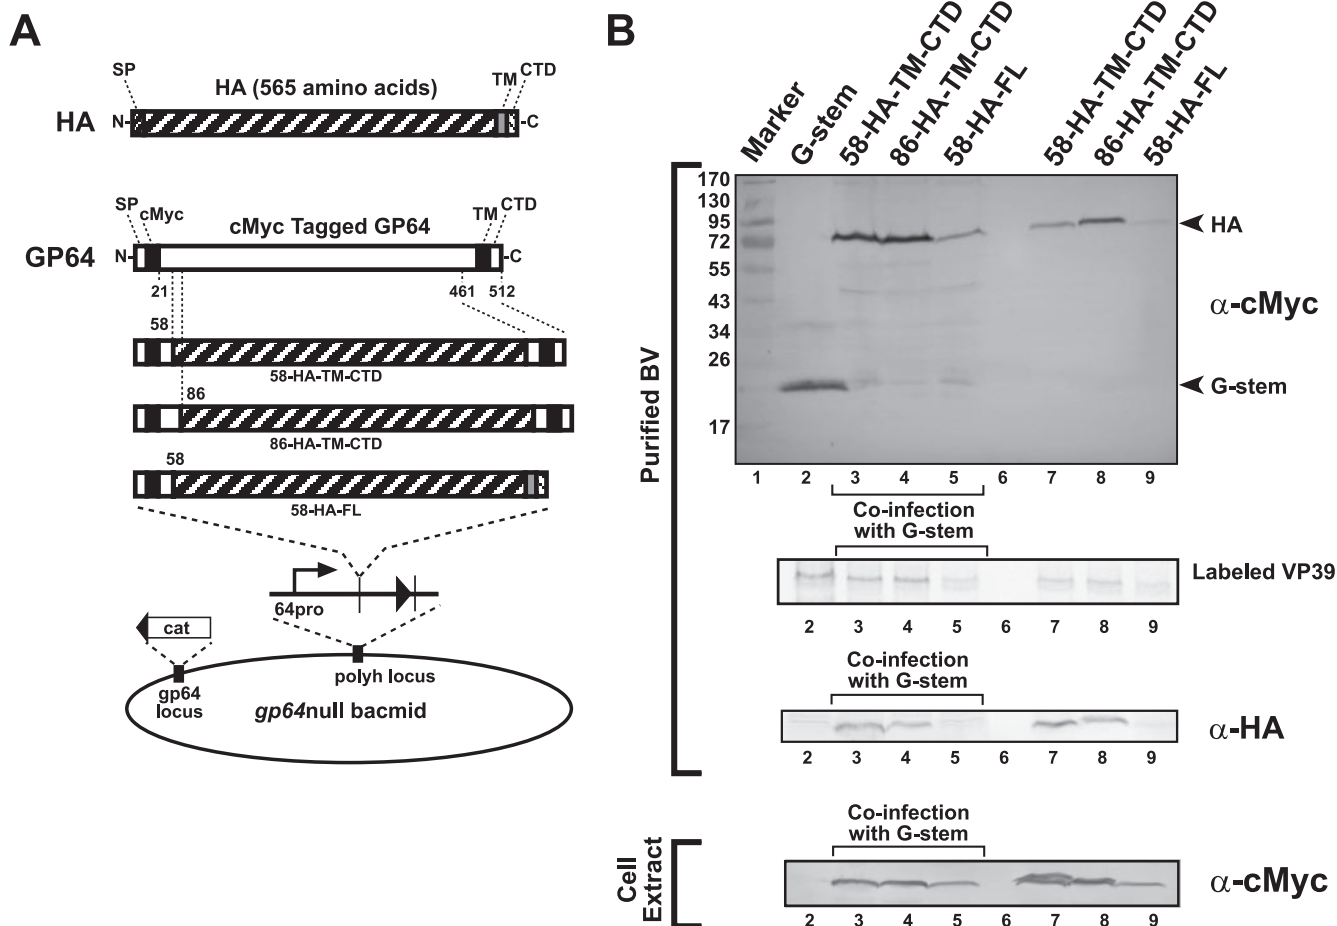 A
SP
HA (565 amino acids)
TM
CTD
HA
N-
-C
SP
cMyc
cMyc Tagged GP64
TM
CTD
GP64
N-
-C
21
461
512
58
58-HA-TM-CTD
86
86-HA-TM-CTD
58
58-HA-FL
64pro
cat
gp64
locus
polyh locus
gp64null bacmid
B
Marker
G-stem
58-HA-TM-CTD
86-HA-TM-CTD
58-HA-FL
58-HA-TM-CTD
86-HA-TM-CTD
58-HA-FL
Purified BV
170
130
95
72
55
43
34
26
17
HA
α-cMyc
G-stem
1 2 3 4 5 6 7 8 9
Co-infection
with G-stem
Labeled VP39
2 3 4 5 6 7 8 9
Co-infection
with G-stem
α-HA
2 3 4 5 6 7 8 9
Co-infection
with G-stem
Cell
Extract
α-cMyc
2 3 4 5 6 7 8 9